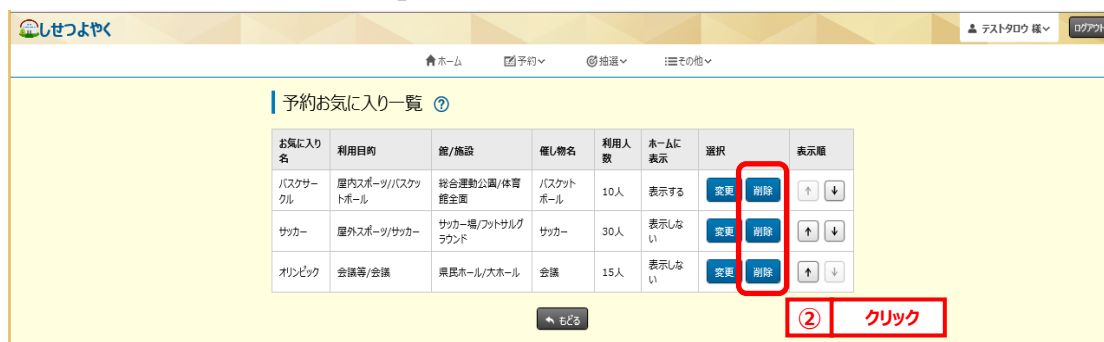 しせつよやく
テストタロウ 様
ログアウト
ホーム 予約 抽選 その他
予約お気に入り一覧
お気に入り名 利用目的 館/施設 催し物名 利用人数 ホームに表示 選択 表示順
バスケサークル 屋内スポーツ/バスケットボール 総合運動公園/体育館全面 バスケットボール 10人 表示する 変更 削除 ↑ ↓
サッカー 屋外スポーツ/サッカー サッカー場/フットサルグラウンド サッカー 30人 表示しない 変更 削除 ↑ ↓
オリンピック 会議等/会議 県民ホール/大ホール 会議 15人 表示しない 変更 削除 ↑ ↓
もどる
② クリック